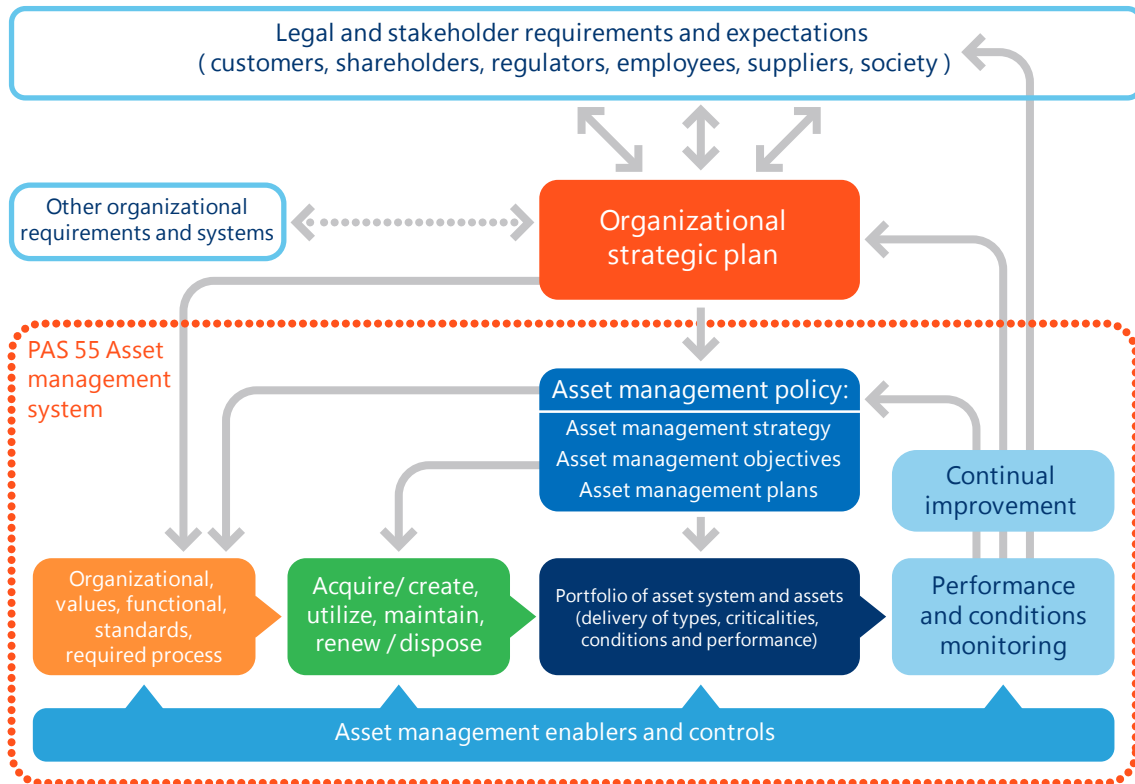 Legal and stakeholder requirements and expectations
( customers, shareholders, regulators, employees, suppliers, society )
Other organizational
requirements and systems
Organizational
strategic plan
PAS 55 Asset
management
system
Asset management policy:
Asset management strategy
Asset management objectives
Asset management plans
Continual
improvement
Organizational,
values, functional,
standards,
required process
Acquire/ create,
utilize, maintain,
renew / dispose
Portfolio of asset system and assets
(delivery of types, criticalities,
conditions and performance)
Performance
and conditions
monitoring
Asset management enablers and controls